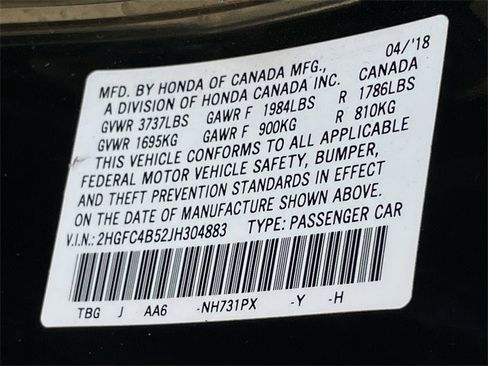 04/'18
MFD. BY HONDA OF CANADA MFG.,
A DIVISION OF HONDA CANADA INC. CANADA
GVWR 3737LBS GAWR F 1984LBS R 1786LBS
GVWR 1695KG GAWR F 900KG R 810KG
THIS VEHICLE CONFORMS TO ALL APPLICABLE
FEDERAL MOTOR VEHICLE SAFETY, BUMPER,
AND THEFT PREVENTION STANDARDS IN EFFECT
ON THE DATE OF MANUFACTURE SHOWN ABOVE.
V.I.N.: 2HGFC4B52JH304883 TYPE: PASSENGER CAR
TBG J AA6 -NH731PX -Y -H